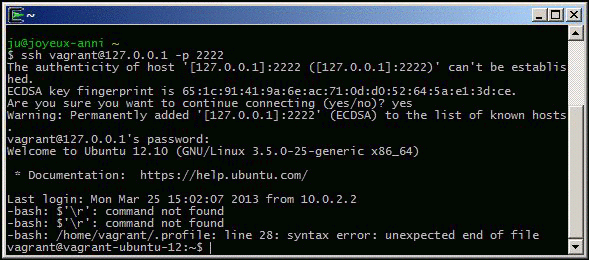 ~
ju@joyeux-anni ~
$ ssh vagrant@127.0.0.1 -p 2222
The authenticity of host '[127.0.0.1]:2222 ([127.0.0.1]:2222)' can't be establis
hed.
ECDSA key fingerprint is 65:1c:91:41:9a:6e:ac:71:0d:d0:52:64:5a:e1:3d:ce.
Are you sure you want to continue connecting (yes/no)? yes
Warning: Permanently added '[127.0.0.1]:2222' (ECDSA) to the list of known hosts
.
vagrant@127.0.0.1's password:
Welcome to Ubuntu 12.10 (GNU/Linux 3.5.0-25-generic x86_64)
* Documentation:  https://help.ubuntu.com/
Last login: Mon Mar 25 15:02:07 2013 from 10.0.2.2
-bash: $'\r': command not found
-bash: $'\r': command not found
-bash: /home/vagrant/.profile: line 28: syntax error: unexpected end of file
vagrant@vagrant-ubuntu-12:~$